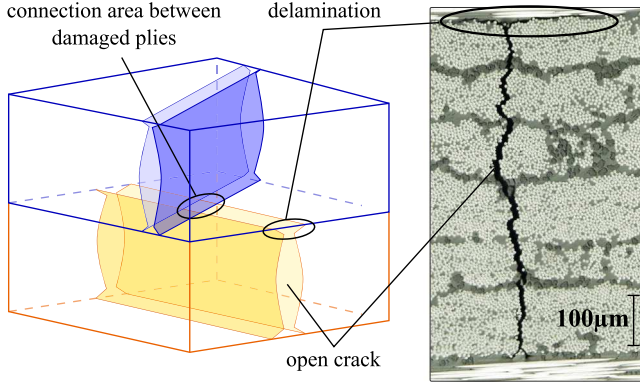 connection area between
damaged plies
delamination
open crack
100μm